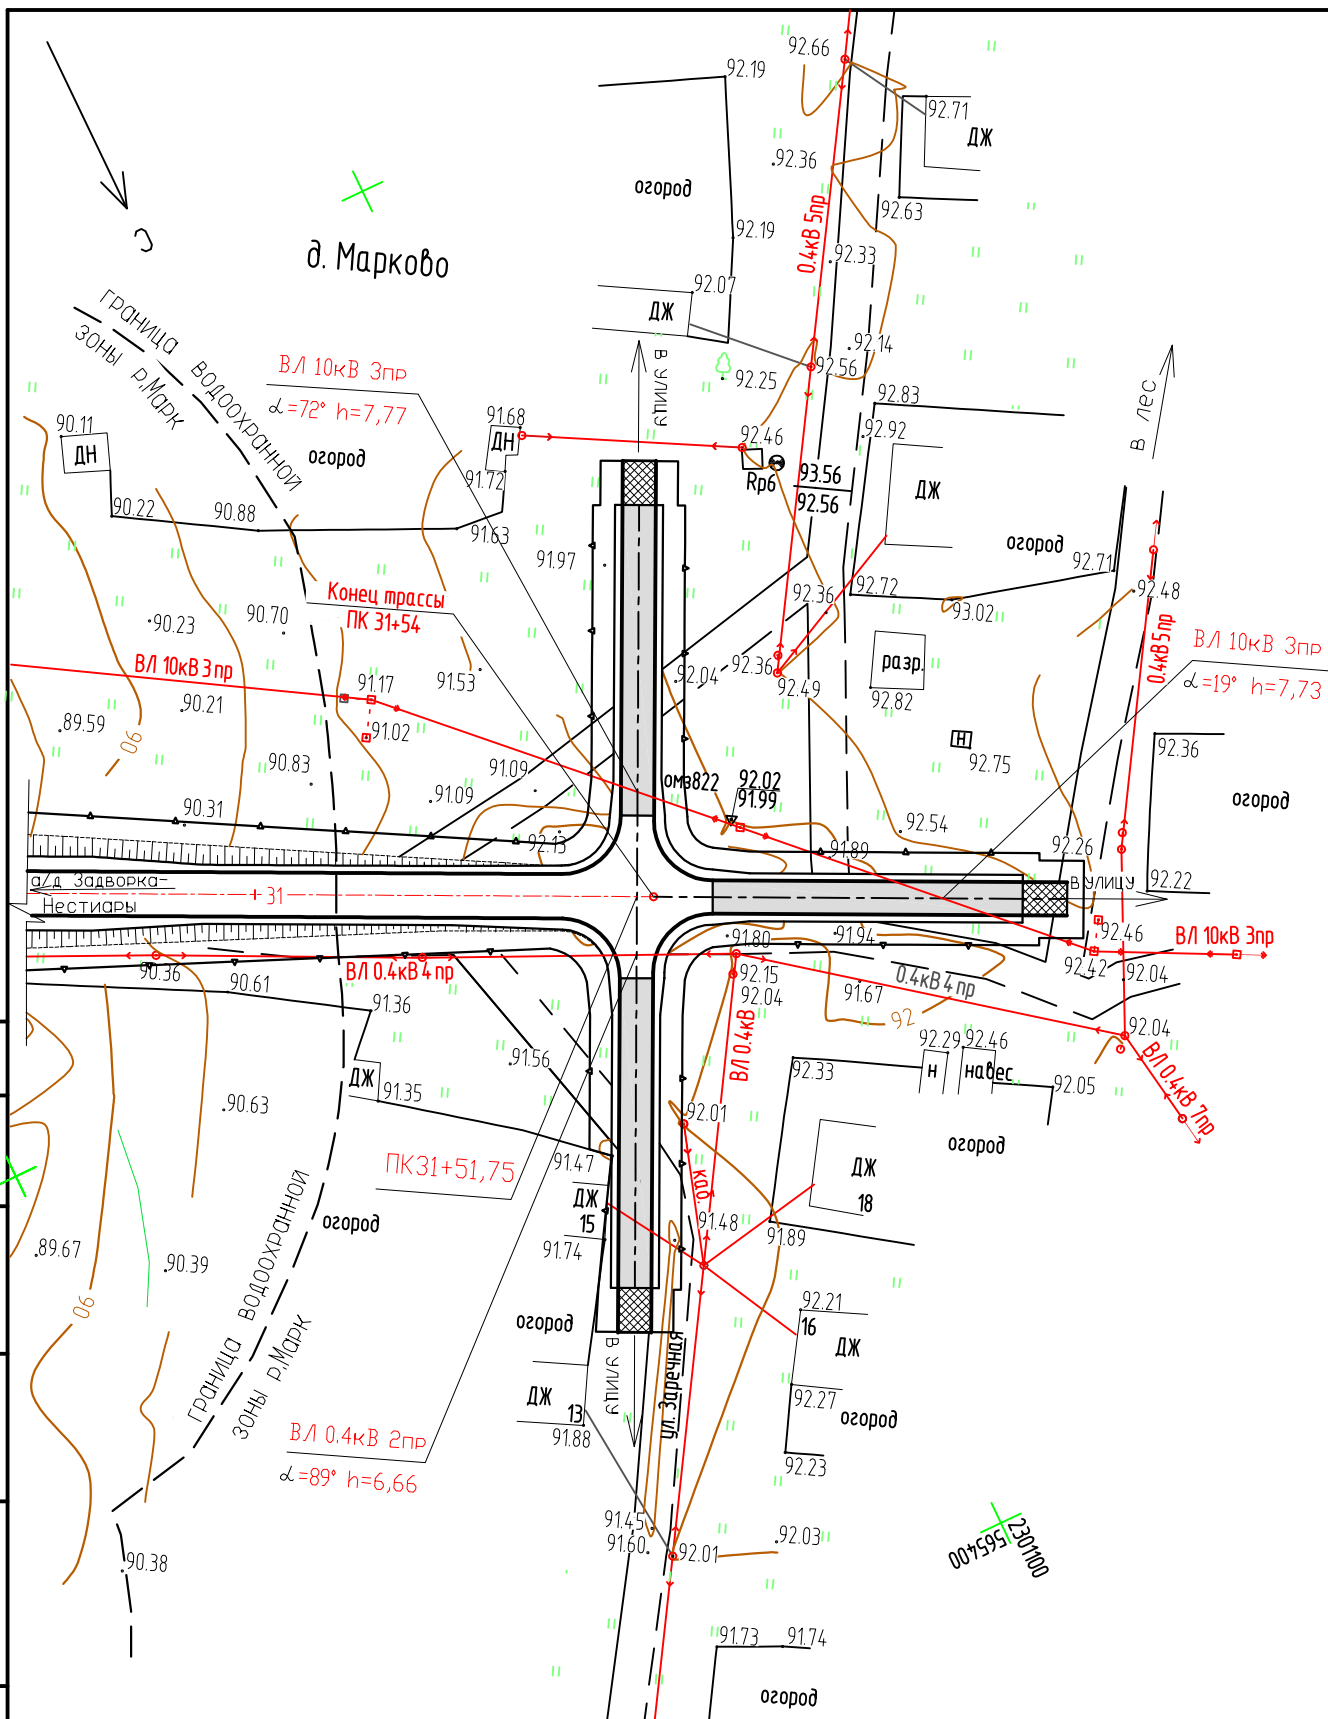 92.66
92.19
92.71
ДЖ
.92.36
огород
92.63
0.4кВ 5пр
92.19
.92.33
д. Марково
92.07
ДЖ
ГРАНИЦА ВОДООХРАННОЙ
ЗОНЫ р.Марк
.92.14
92.56
В УЛИЦУ
ВЛ 10кВ 3пр
∠=72° h=7,77
.92.25
92.83
В ЛЕС
90.11
ДН
91.68
ДН
92.46
.92.92
огород
Rp6
93.56
92.56
ДЖ
91.72
90.22
90.88
91.63
огород
91.97
92.71
92.72
92.36
93.02
.92.48
Конец трассы
ПК 31+54
90.70
.90.23
ВЛ 10кВ 3 пр
91.17
91.53
.92.04
92.36
92.49
разр.
92.82
0.4кВ 5пр
ВЛ 10кВ 3пр
∠=19° h=7,73
.90.21
.89.59
90
91.02
90.83
91.09
.91.09
омз822
92.02
91.99
Н
92.75
92.36
огород
90.31
92.13
.92.54
91.89
92.26
В УЛИЦУ
92.22
а/д Задворка-
Нестиары
31
91.80
.91.94
92.46
92.42
ВЛ 10кВ 3пр
90.36
ВЛ 0.4кВ 4 пр
92.15
92.04
91.67
0.4кВ 4 пр
92.04
90.61
91.36
92
92.04
ВЛ 0.4кВ
91.56
92.29
92.46
Н
навес
92.33
92.05
ВЛ 0.4кВ 7пр
ДЖ
91.35
.90.63
92.01
огород
ПК31+51,75
91.47
каб.
ДЖ
18
ДЖ
15
91.48
91.89
огород
91.74
.89.67
.90.39
ГРАНИЦА ВОДООХРАННОЙ
ЗОНЫ р.Марк
90
92.21
16
ДЖ
огород
В УЛИЦУ
ул. Заречная
ДЖ
13
91.88
92.27
огород
92.23
ВЛ 0.4кВ 2пр
∠=89° h=6,66
91.45
91.60
92.01
.92.03
.90.38
2301100
565400
91.73
91.74
огород